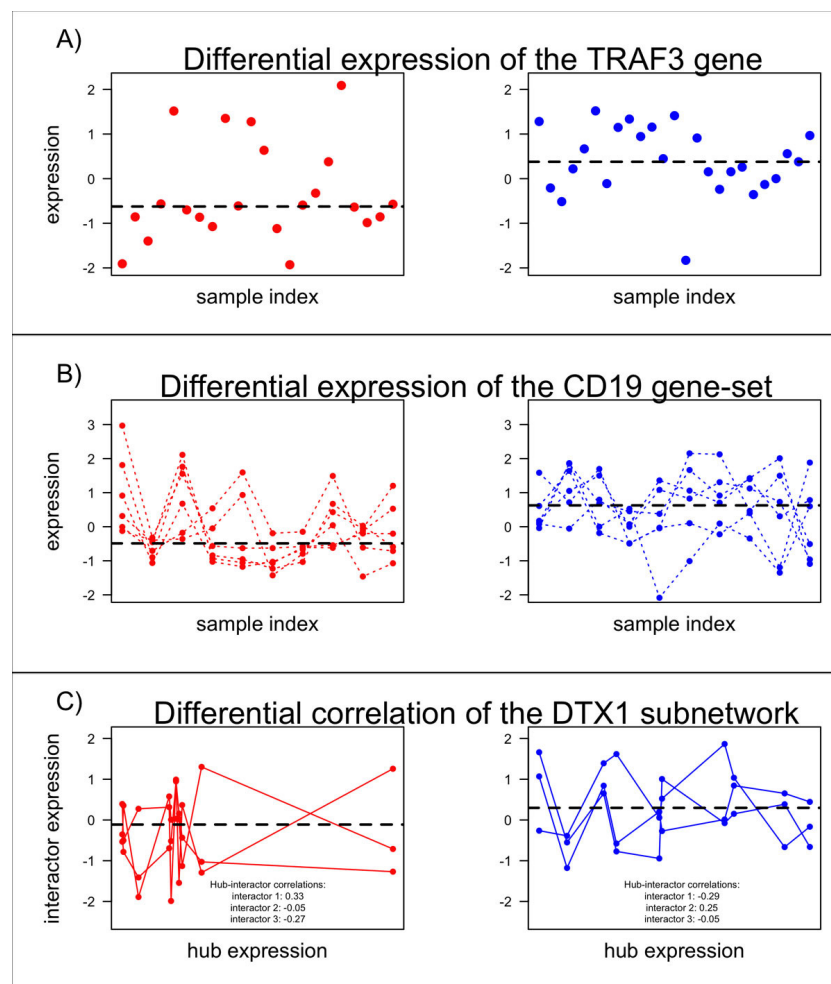 A)
Differential expression of the TRAF3 gene
expression
2
1
0
-1
-2
sample index
2
1
0
-1
-2
sample index
B)
Differential expression of the CD19 gene-set
expression
3
2
1
0
-1
-2
sample index
3
2
1
0
-1
-2
sample index
C)
Differential correlation of the DTX1 subnetwork
interactor expression
2
1
0
-1
-2
Hub-interactor correlations:
interactor 1: 0.33
interactor 2: -0.05
interactor 3: -0.27
hub expression
2
1
0
-1
-2
Hub-interactor correlations:
interactor 1: -0.29
interactor 2: 0.25
interactor 3: -0.05
hub expression